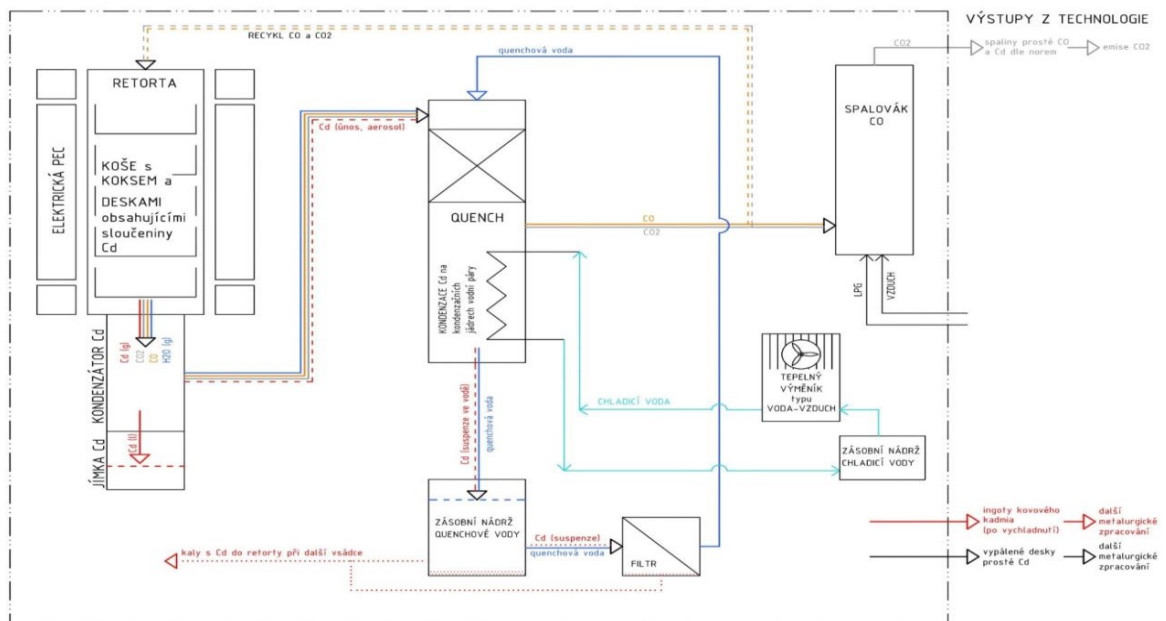 VÝSTUPY Z TECHNOLOGIE
RECYKL CO a CO2
quenchová voda
CO2
spaliny prosté CO
a Cd dle norem
emise CO2
RETORTA
ELEKTRICKÁ PEC
KOŠE s
KOKSEM a
DESKAMI
obsahujícími
sloučeniny
Cd
Cd (únos, aerosol)
SPALOVÁK
CO
QUENCH
CO
CO2
KONDENZACE Cd na
kondenzačních
jádrech vodní páry
LPG
VZDUCH
KONDENZÁTOR Cd
Cd (g)
CO2
CO
H2O (g)
JÍMKA Cd
Cd (l)
TEPELNÝ
VÝMĚNÍK
typu
VODA-VZDUCH
CHLADICÍ VODA
ZÁSOBNÍ NÁDRŽ
CHLADICÍ VODY
Cd (suspenze ve vodě)
quenchová voda
ZÁSOBNÍ NÁDRŽ
QUENCHOVÉ VODY
Cd (suspenze)
quenchová voda
FILTR
kaly s Cd do retorty při další vsádce
ingoty kovového
kadmia
(po vychladnutí)
další
metalurgické
zpracování
vypálené desky
prosté Cd
další
metalurgické
zpracování